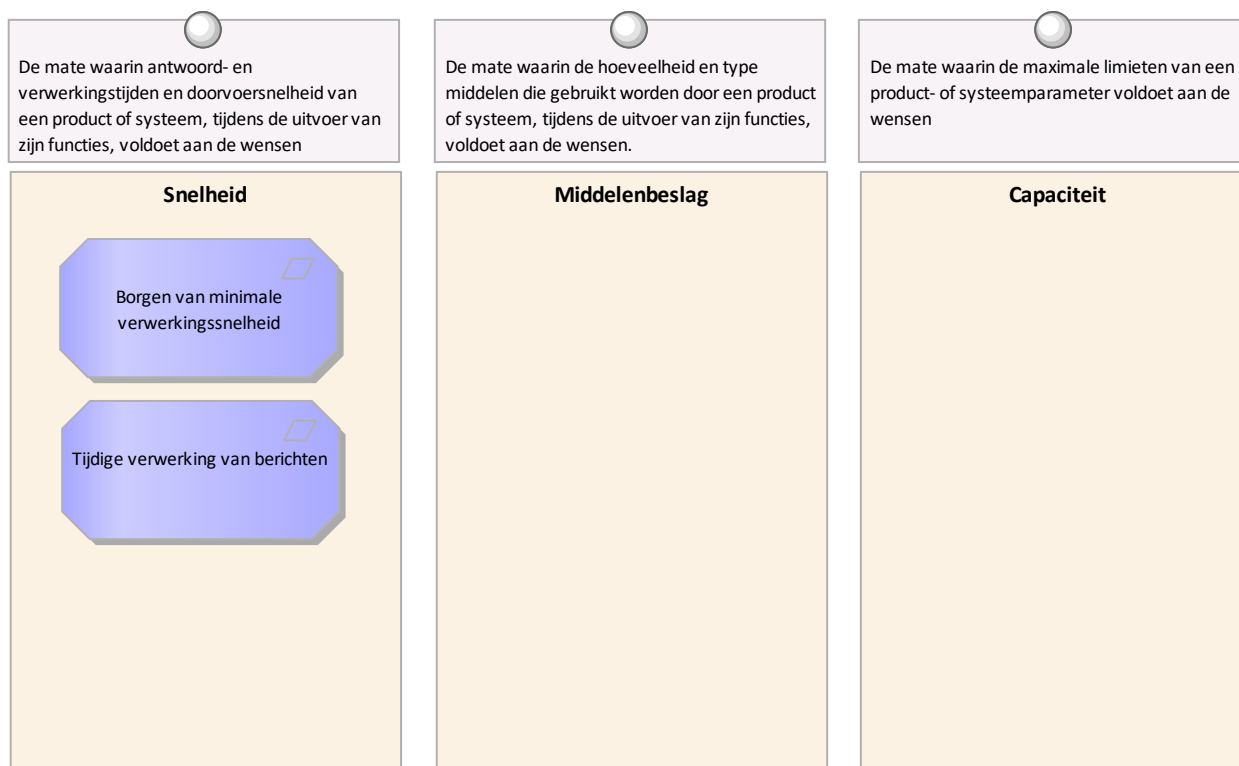 De mate waarin antwoord- en
verwerkingstijden en doorvoersnelheid van
een product of systeem, tijdens de uitvoer van
zijn functies, voldoet aan de wensen
De mate waarin de hoeveelheid en type
middelen die gebruikt worden door een product
of systeem, tijdens de uitvoer van zijn functies,
voldoet aan de wensen.
De mate waarin de maximale limieten van een
product- of systeemparameter voldoet aan de
wensen
Snelheid
Borgen van minimale
verwerkingssnelheid
Tijdige verwerking van berichten
Middelenbeslag
Capaciteit